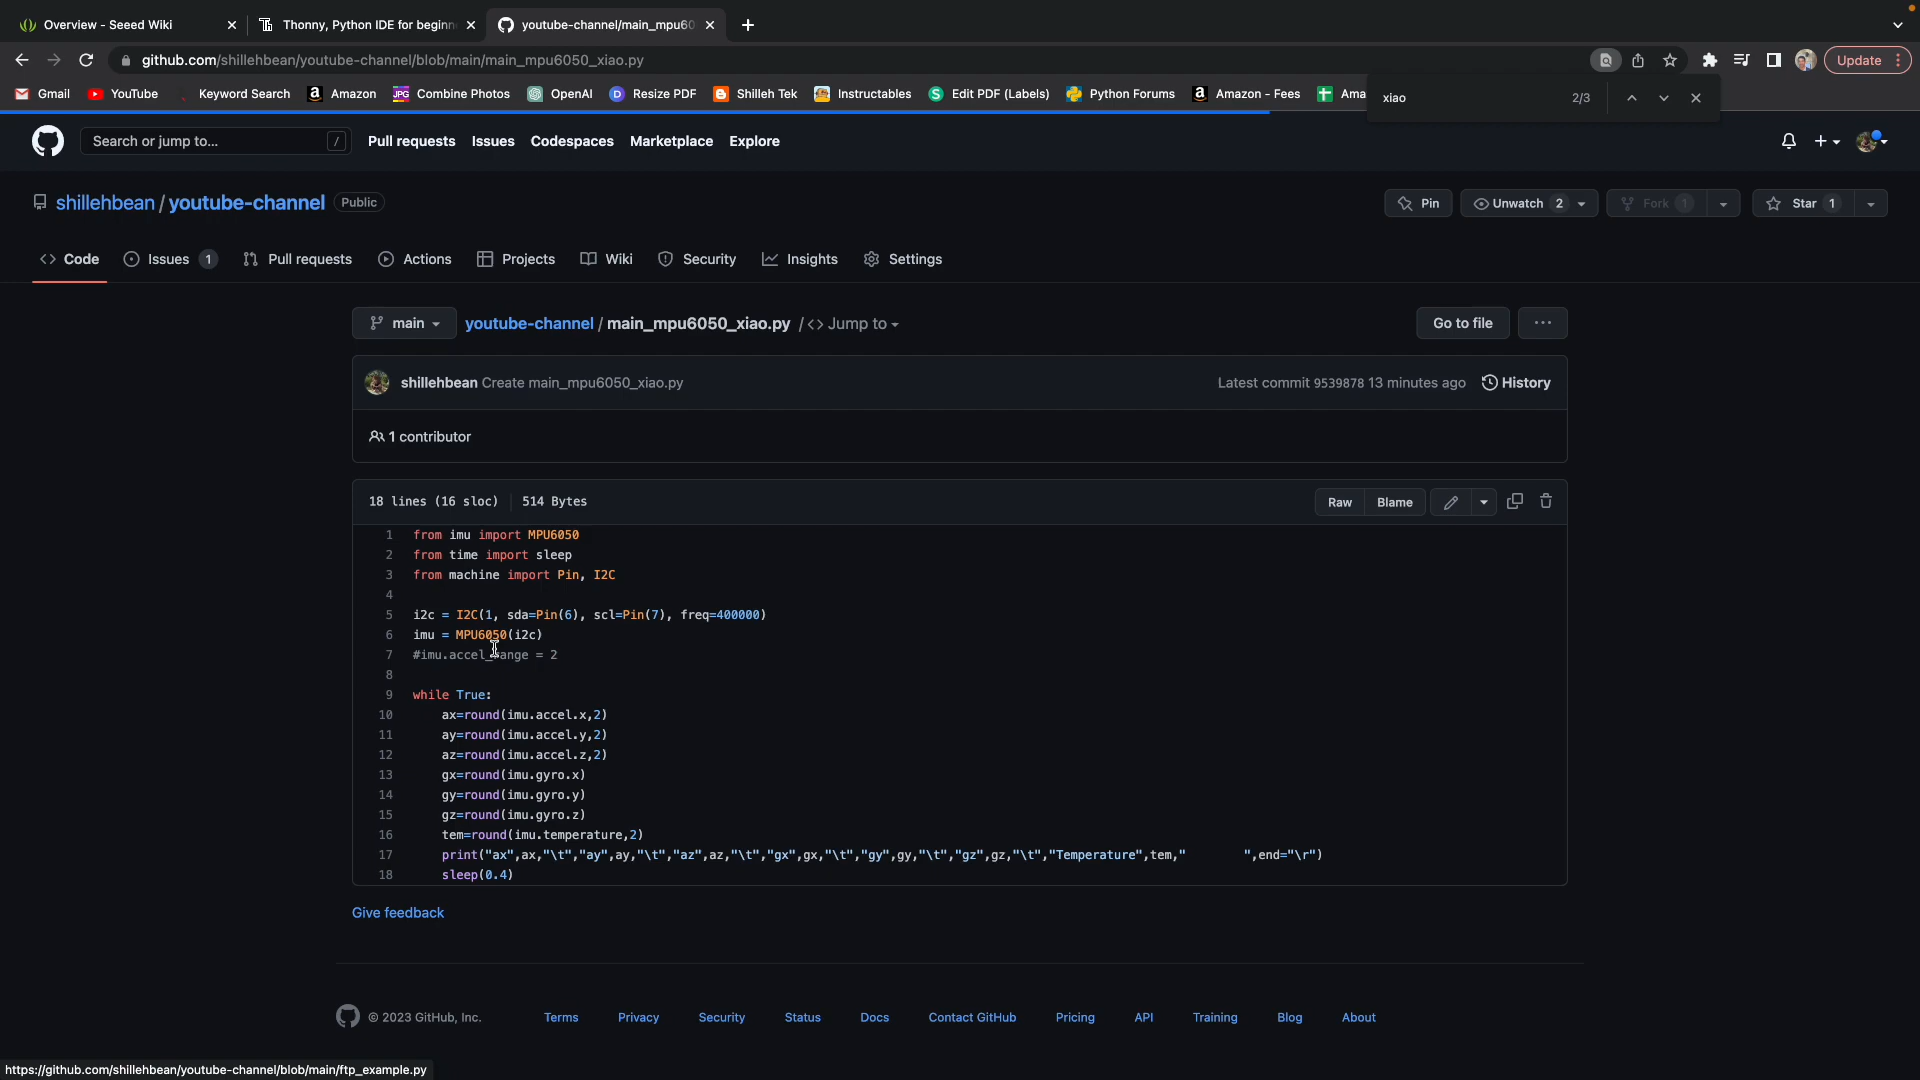 Overview - Seeed Wiki
Thonny, Python IDE for beginn
youtube-channel/main_mpu60
github.com/shillehbean/youtube-channel/blob/main/main_mpu6050_xiao.py
Update
Gmail
YouTube
Keyword Search
Amazon
Combine Photos
OpenAI
Resize PDF
Shilleh Tek
Instructables
Edit PDF (Labels)
Python Forums
Amazon - Fees
Ama
xiao
2/3
Search or jump to...
/
Pull requests
Issues
Codespaces
Marketplace
Explore
shillehbean / youtube-channel
Public
Pin
Unwatch 2
Fork 1
Star 1
Code
Issues 1
Pull requests
Actions
Projects
Wiki
Security
Insights
Settings
main
youtube-channel / main_mpu6050_xiao.py / <> Jump to
Go to file
...
shillehbean Create main_mpu6050_xiao.py
Latest commit 9539878 13 minutes ago
History
1 contributor
18 lines (16 sloc)
514 Bytes
Raw
Blame
1 from imu import MPU6050
2 from time import sleep
3 from machine import Pin, I2C
4
5 i2c = I2C(1, sda=Pin(6), scl=Pin(7), freq=400000)
6 imu = MPU6050(i2c)
7 #imu.accel_range = 2
8
9 while True:
10 ax=round(imu.accel.x,2)
11 ay=round(imu.accel.y,2)
12 az=round(imu.accel.z,2)
13 gx=round(imu.gyro.x)
14 gy=round(imu.gyro.y)
15 gz=round(imu.gyro.z)
16 tem=round(imu.temperature,2)
17 print("ax",ax,"\t","ay",ay,"\t","az",az,"\t","gx",gx,"\t","gy",gy,"\t","gz",gz,"\t","Temperature",tem,"        ",end="\r")
18 sleep(0.4)
Give feedback
© 2023 GitHub, Inc.
Terms
Privacy
Security
Status
Docs
Contact GitHub
Pricing
API
Training
Blog
About
https://github.com/shillehbean/youtube-channel/blob/main/ftp_example.py